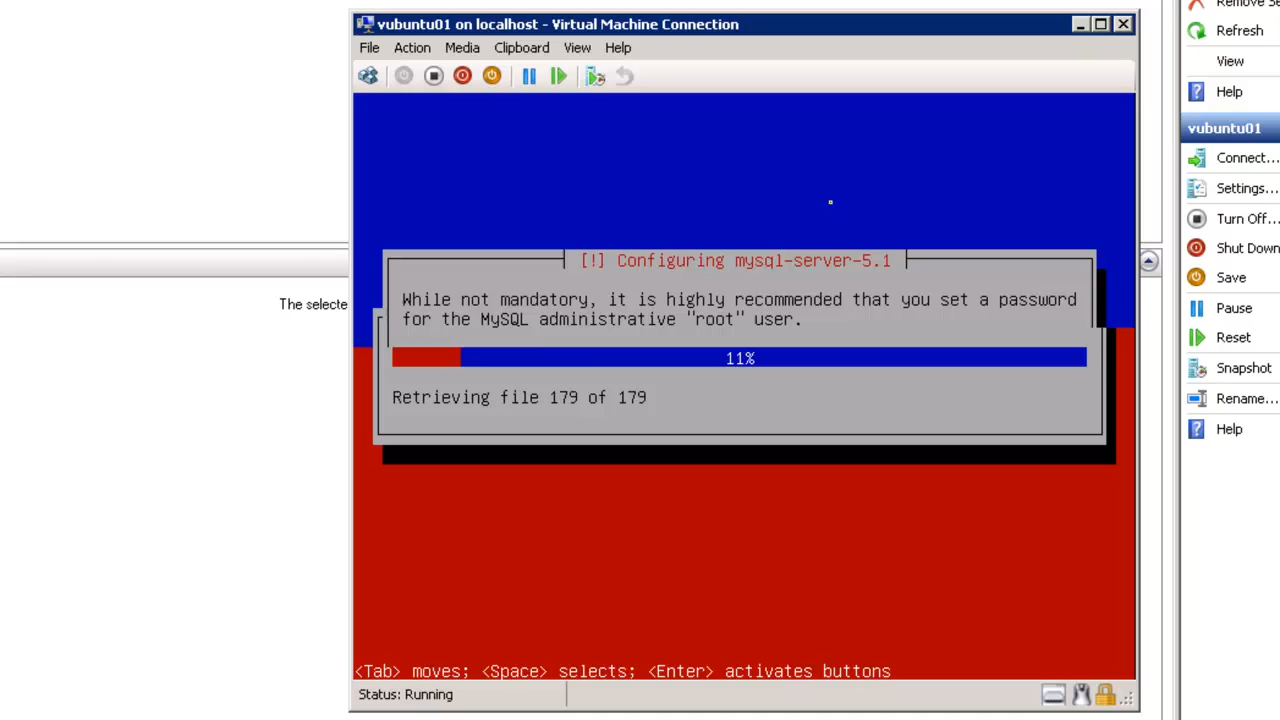 vubuntu01 on localhost - Virtual Machine Connection
File Action Media Clipboard View Help
[!] Configuring mysql-server-5.1
While not mandatory, it is highly recommended that you set a password
for the MySQL administrative "root" user.
11%
Retrieving file 179 of 179
<Tab> moves; <Space> selects; <Enter> activates buttons
Status: Running
The selecte
Remove Se
Refresh
View
Help
vubuntu01
Connect...
Settings...
Turn Off...
Shut Down
Save
Pause
Reset
Snapshot
Rename...
Help